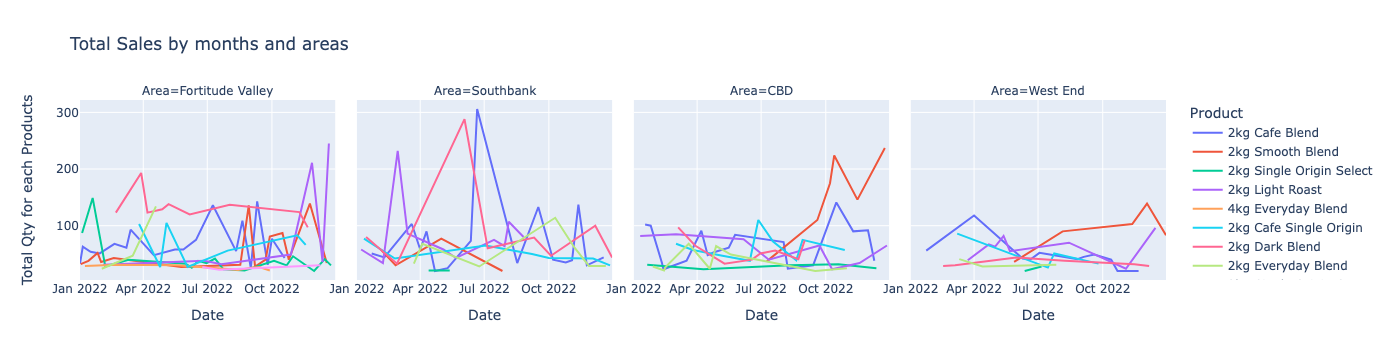 Total Sales by months and areas
Area=Fortitude Valley
Area=Southbank
Area=CBD
Area=West End
Total Qty for each Products
300
200
100
Jan 2022 Apr 2022 Jul 2022 Oct 2022
Jan 2022 Apr 2022 Jul 2022 Oct 2022
Jan 2022 Apr 2022 Jul 2022 Oct 2022
Jan 2022 Apr 2022 Jul 2022 Oct 2022
Date
Date
Date
Date
Product
2kg Cafe Blend
2kg Smooth Blend
2kg Single Origin Select
2kg Light Roast
4kg Everyday Blend
2kg Cafe Single Origin
2kg Dark Blend
2kg Everyday Blend